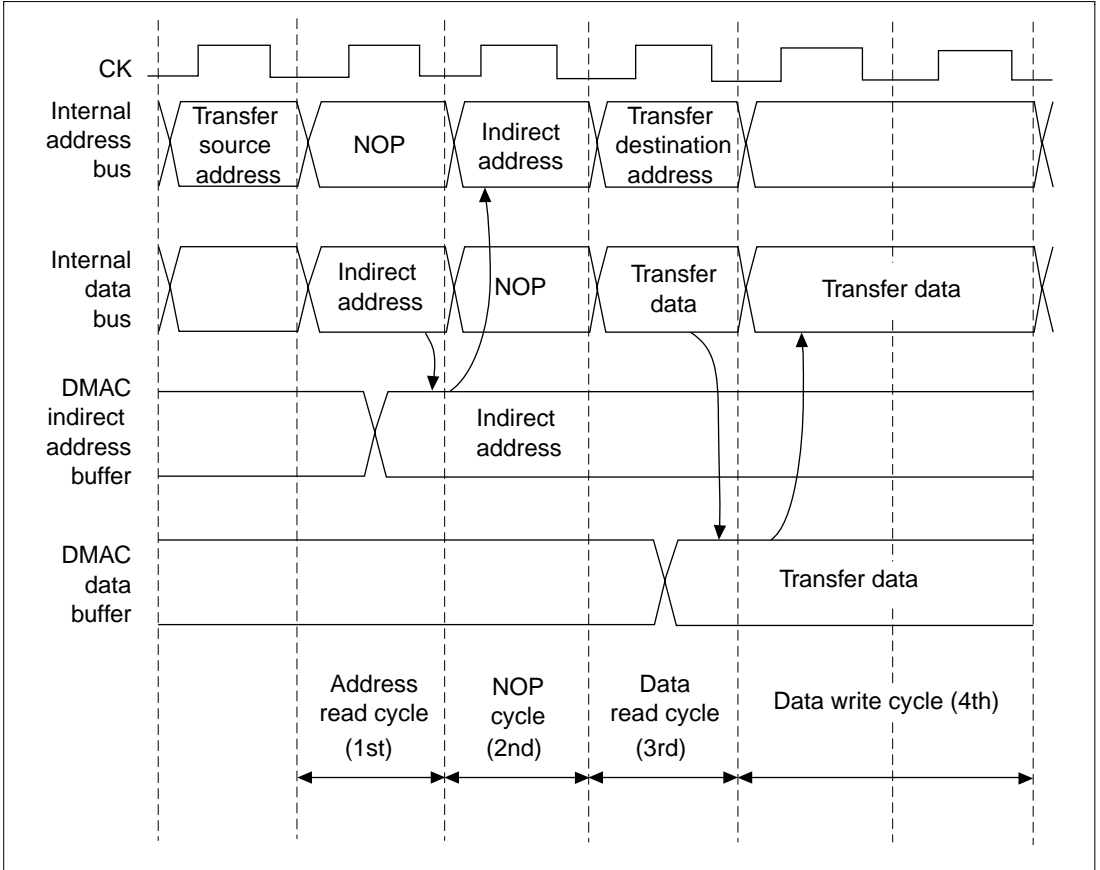 CK
Internal
address
bus
Transfer
source
address
NOP
Indirect
address
Transfer
destination
address
Internal
data
bus
Indirect
address
NOP
Transfer
data
Transfer data
DMAC
indirect
address
buffer
Indirect
address
DMAC
data
buffer
Transfer data
Address
read cycle
(1st)
NOP
cycle
(2nd)
Data
read cycle
(3rd)
Data write cycle (4th)